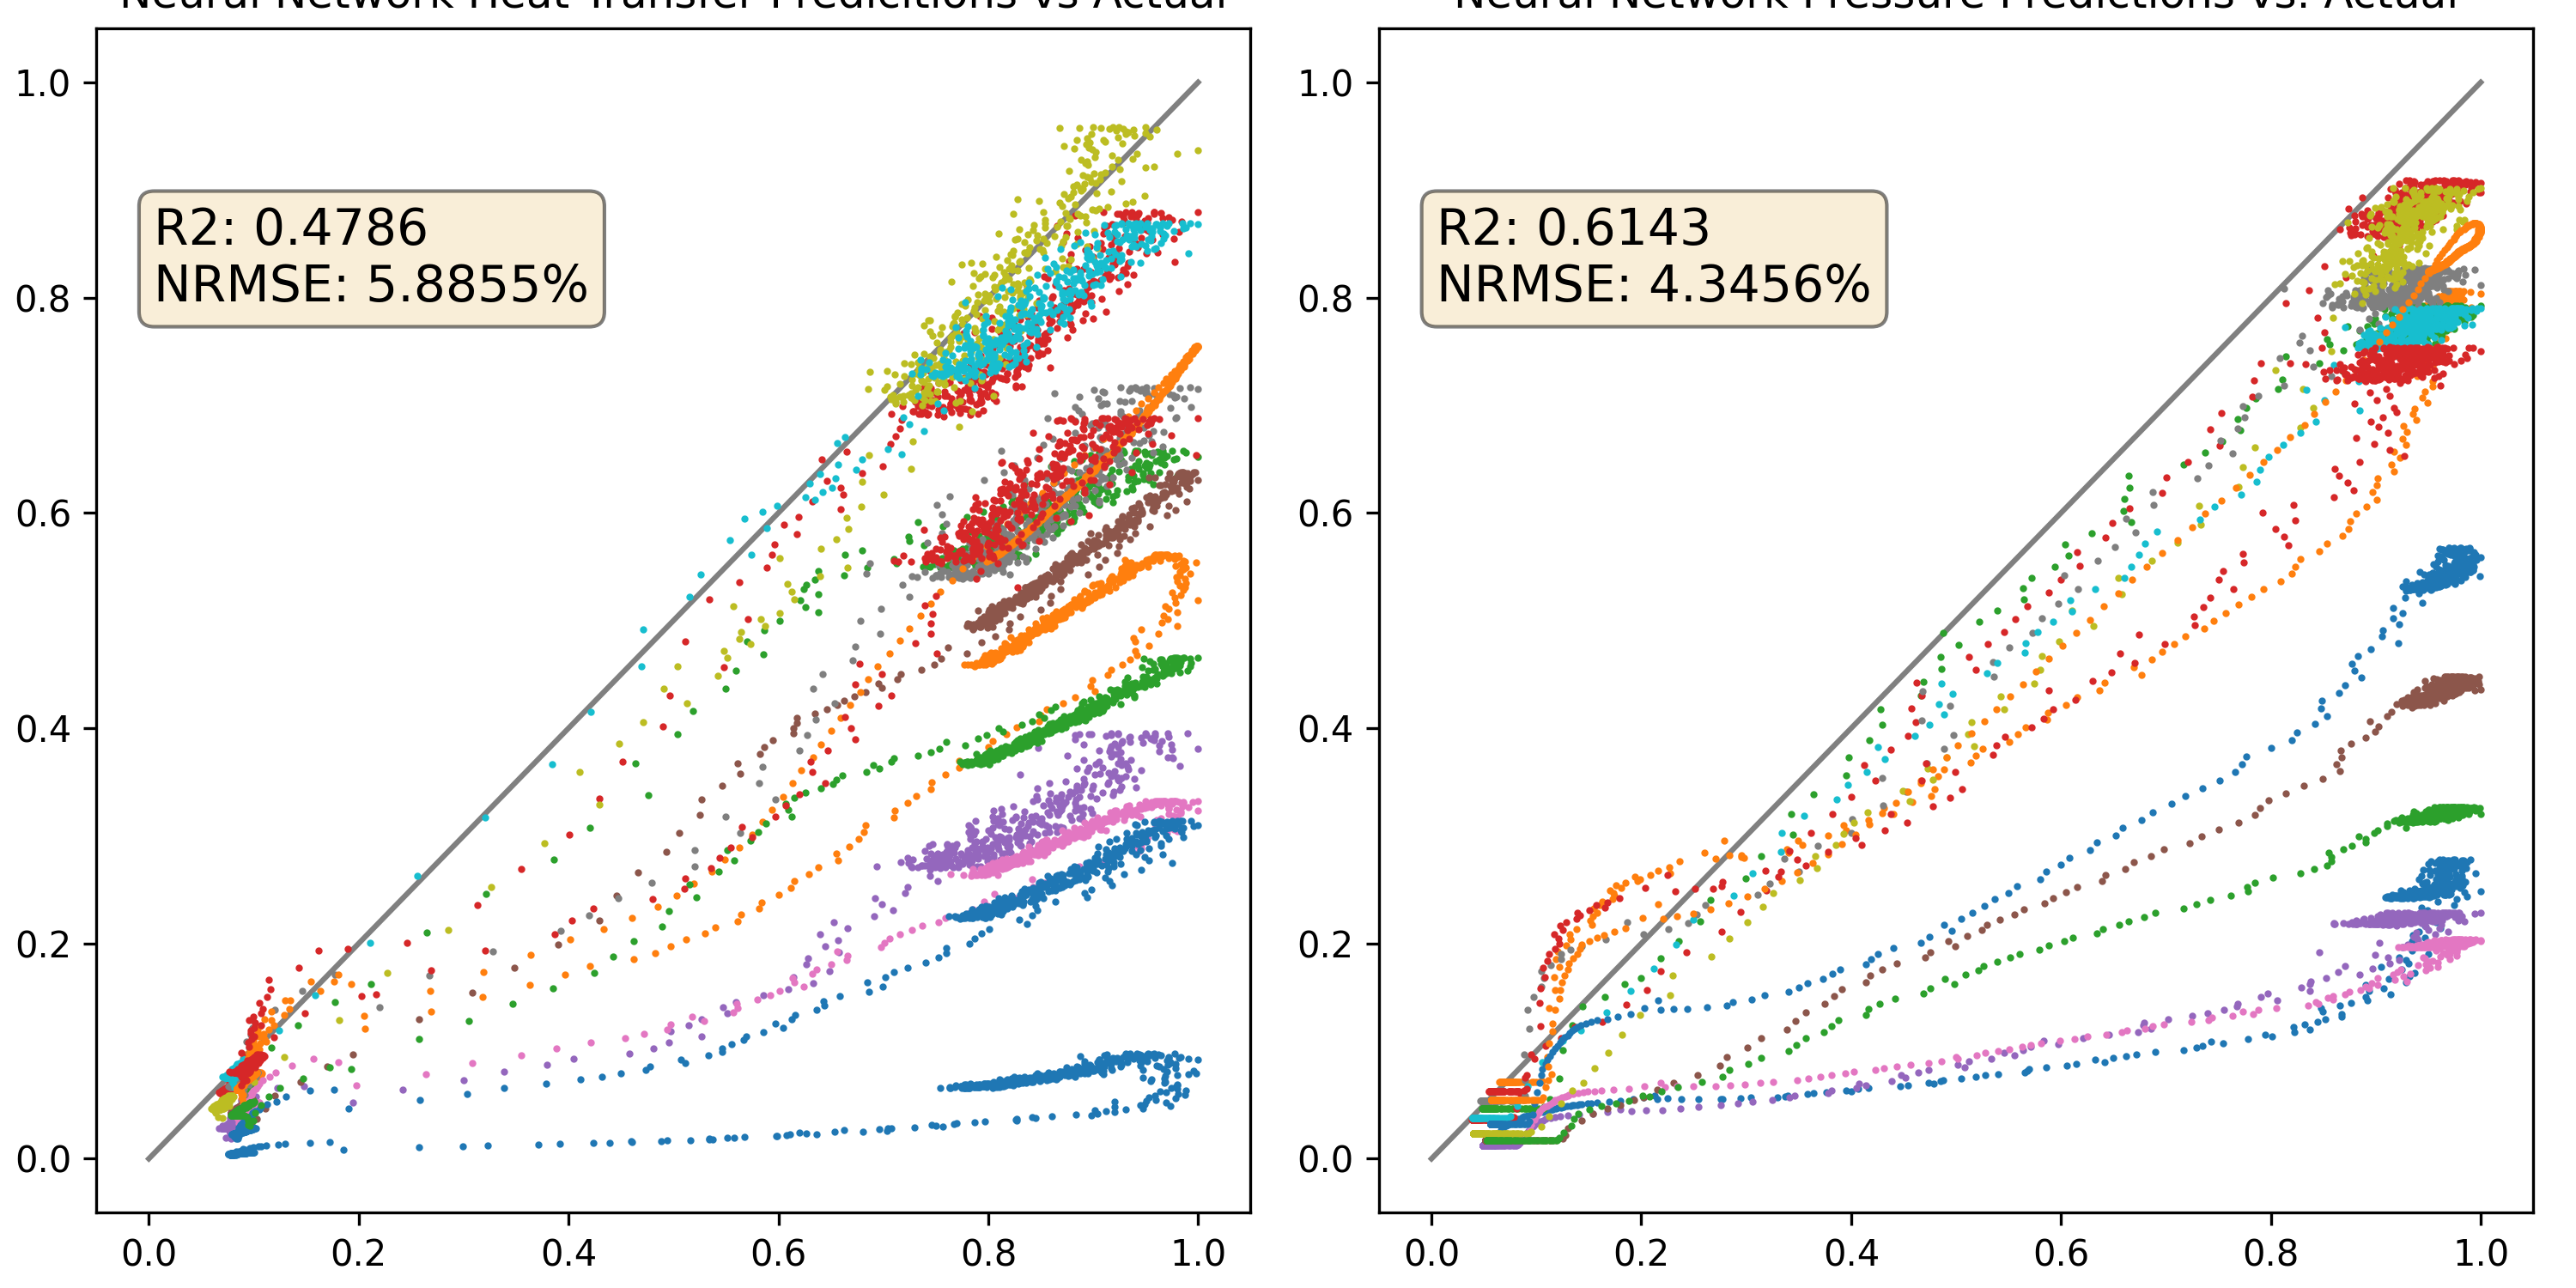 Neural Network Heat Transfer Predicitions vs Actual
Neural Network Pressure Predictions vs. Actual
1.0
0.8
0.6
0.4
0.2
0.0
R2: 0.4786
NRMSE: 5.8855%
0.0 0.2 0.4 0.6 0.8 1.0
1.0
0.8
0.6
0.4
0.2
0.0
R2: 0.6143
NRMSE: 4.3456%
0.0 0.2 0.4 0.6 0.8 1.0